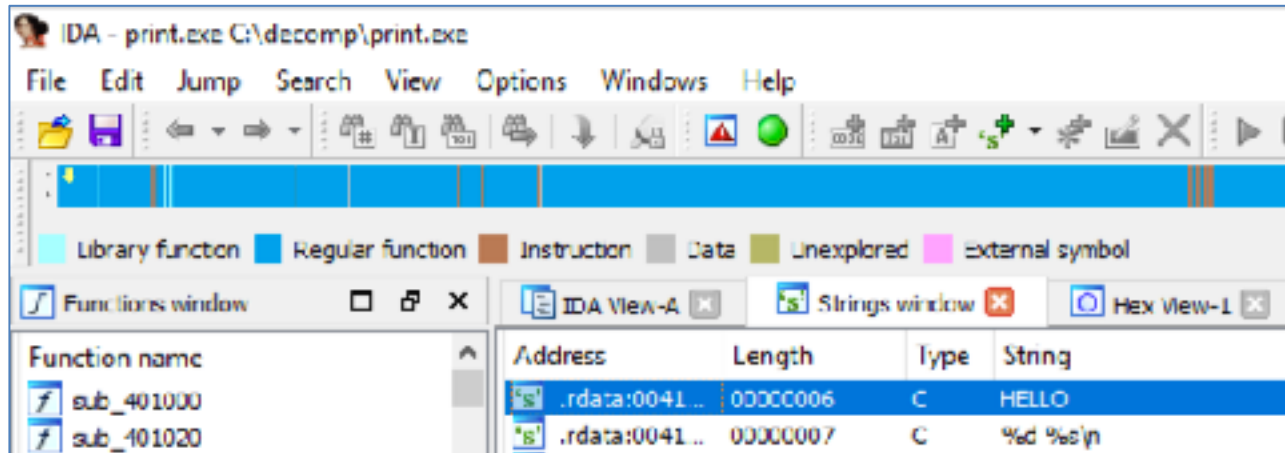 IDA - print.exe C:\decomp\print.exe
File Edit Jump Search View Options Windows Help
Library function Regular function Instruction Data Unexplored External symbol
Functions window IDA View-A Strings window Hex View-1
Function name Address Length Type String
sub_401000 .rdata:0041... 00000006 C HELLO
sub_401020 .rdata:0041... 00000007 C %d %s\n